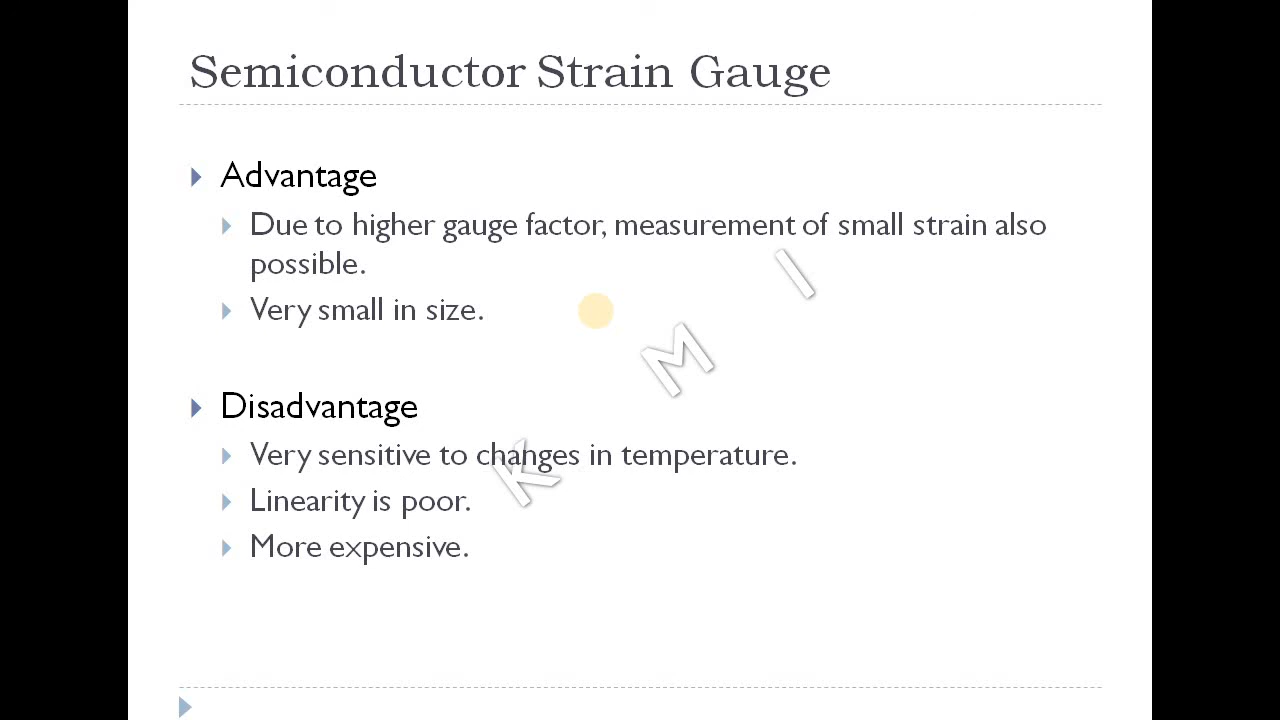 Semiconductor Strain Gauge
Advantage
Due to higher gauge factor, measurement of small strain also
possible.
Very small in size.
Disadvantage
Very sensitive to changes in temperature.
Linearity is poor.
More expensive.
K M I